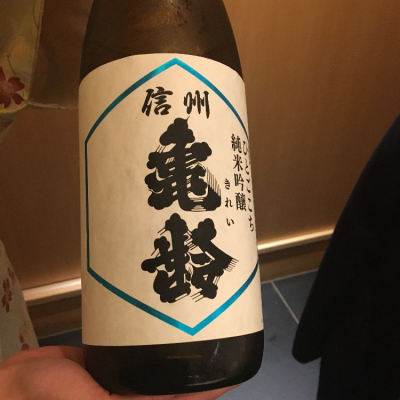 信州
亀齢
きれい
純米吟醸
ひとごこち